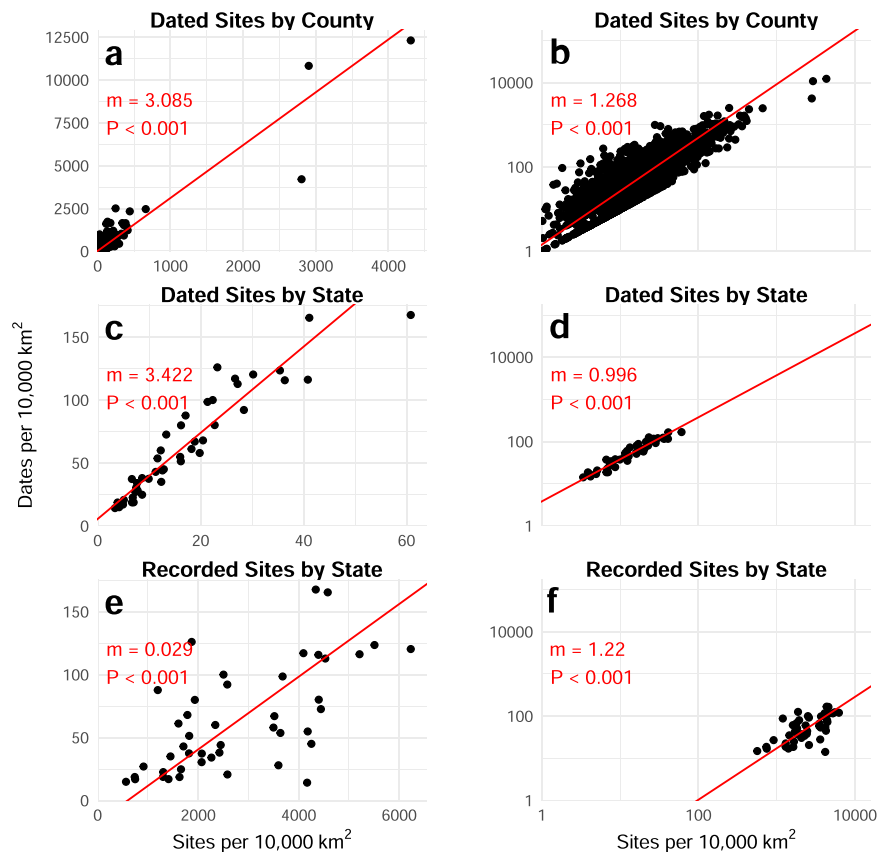 Dated Sites by County
a
m = 3.085
P < 0.001
12500
10000
7500
5000
2500
0
0 1000 2000 3000 4000
Dated Sites by County
b
m = 1.268
P < 0.001
10000
100
1
Dated Sites by State
c
m = 3.422
P < 0.001
150
100
50
0
0 20 40 60
Dated Sites by State
d
m = 0.996
P < 0.001
10000
100
1
Recorded Sites by State
e
m = 0.029
P < 0.001
150
100
50
0
0 2000 4000 6000
Sites per 10,000 km²
Recorded Sites by State
f
m = 1.22
P < 0.001
10000
100
1
1 100 10000
Sites per 10,000 km²
Dates per 10,000 km²